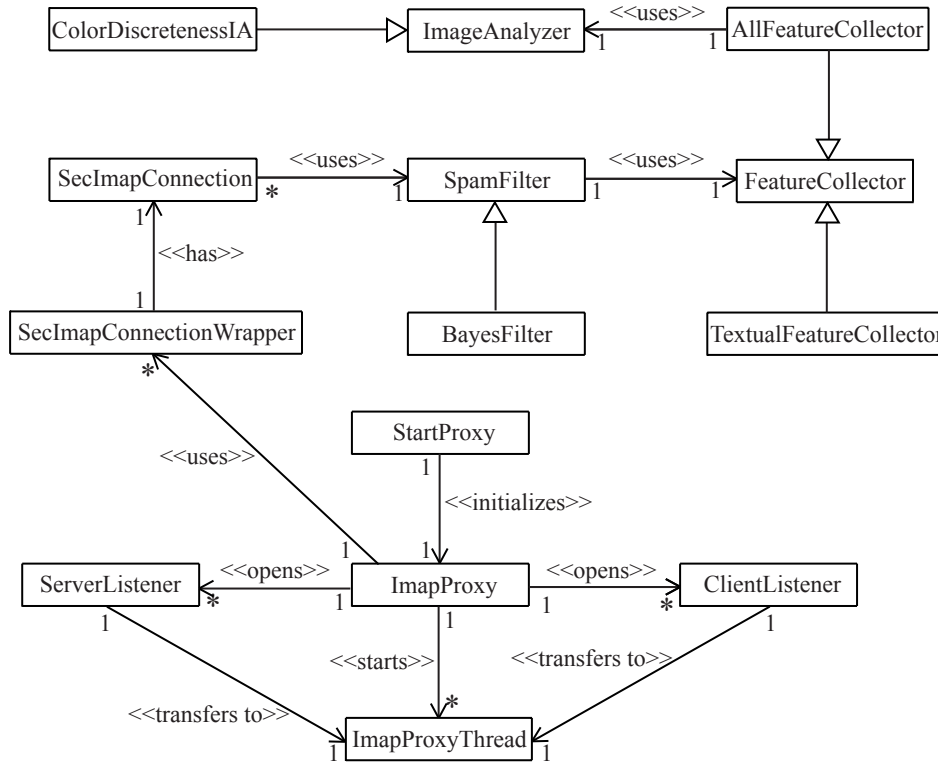 <<uses>>
ColorDiscretenessIA
ImageAnalyzer
AllFeatureCollector
1
1
<<uses>>
<<uses>>
SecImapConnection
SpamFilter
FeatureCollector
*
1
1
1
1
<<has>>
1
SecImapConnectionWrapper
BayesFilter
TextualFeatureCollector
*
StartProxy
<<uses>>
1
<<initializes>>
1
1
<<opens>>
<<opens>>
ServerListener
ImapProxy
ClientListener
*
1
1
*
1
1
1
<<starts>>
<<transfers to>>
*
<<transfers to>>
ImapProxyThread
1
1